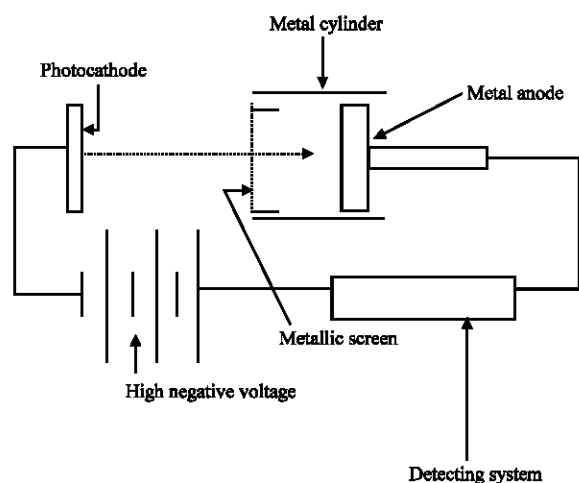 Metal cylinder
Photocathode
Metal anode
Metallic screen
High negative voltage
Detecting system